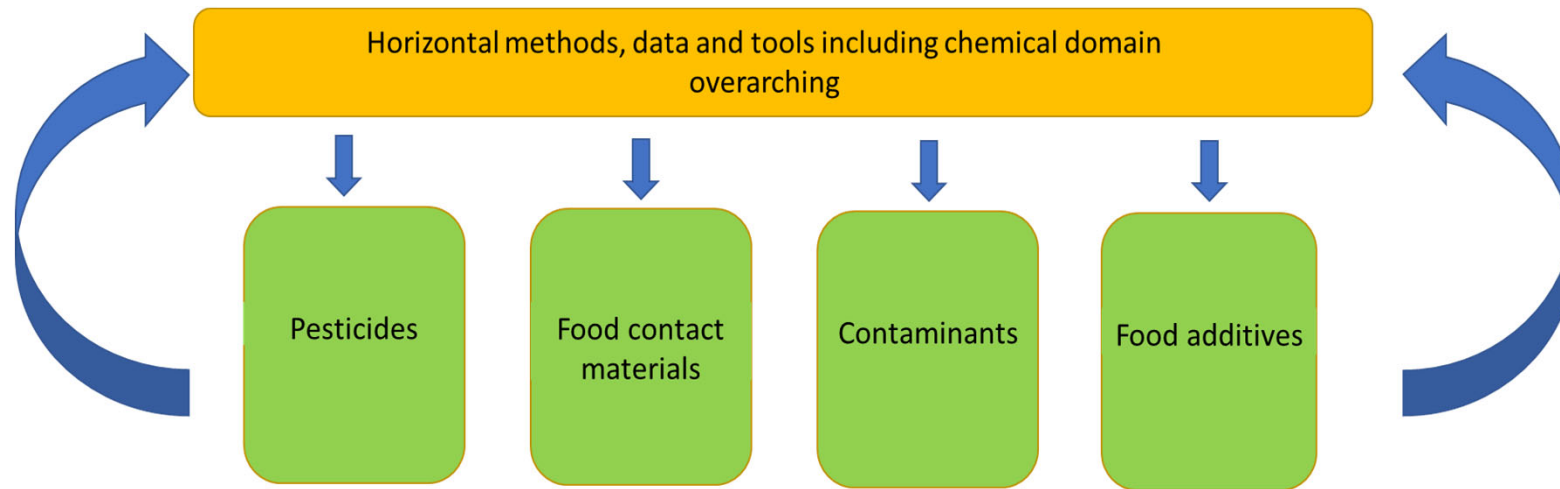 Horizontal methods, data and tools including chemical domain
overarching
Pesticides
Food contact
materials
Contaminants
Food additives